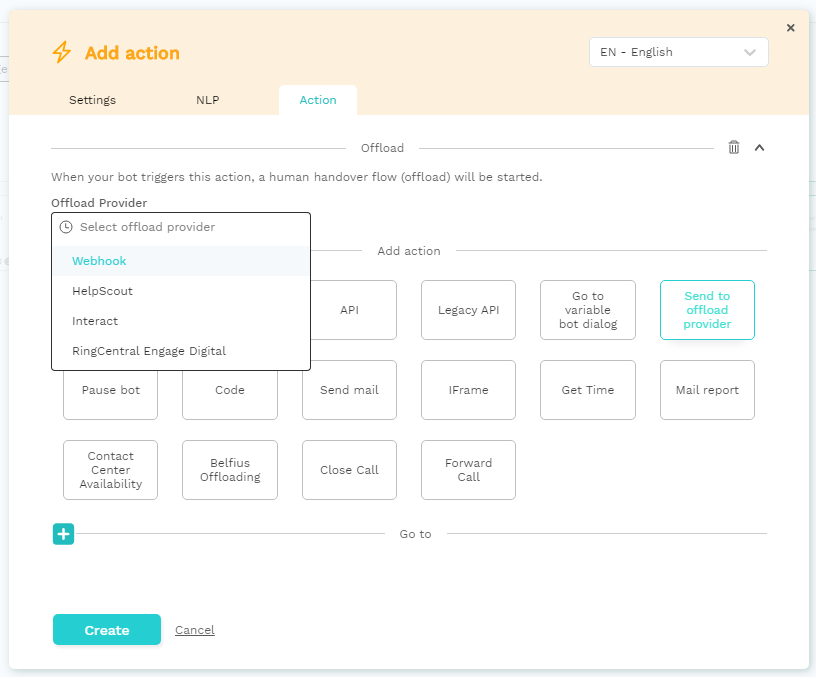 ×
Add action
EN - English
Settings
NLP
Action
Offload
When your bot triggers this action, a human handover flow (offload) will be started.
Offload Provider
Select offload provider
Webhook
HelpScout
Interact
RingCentral Engage Digital
Add action
API
Legacy API
Go to
variable
bot dialog
Send to
offload
provider
Pause bot
Code
Send mail
IFrame
Get Time
Mail report
Contact
Center
Availability
Belfius
Offloading
Close Call
Forward
Call
Go to
Create
Cancel